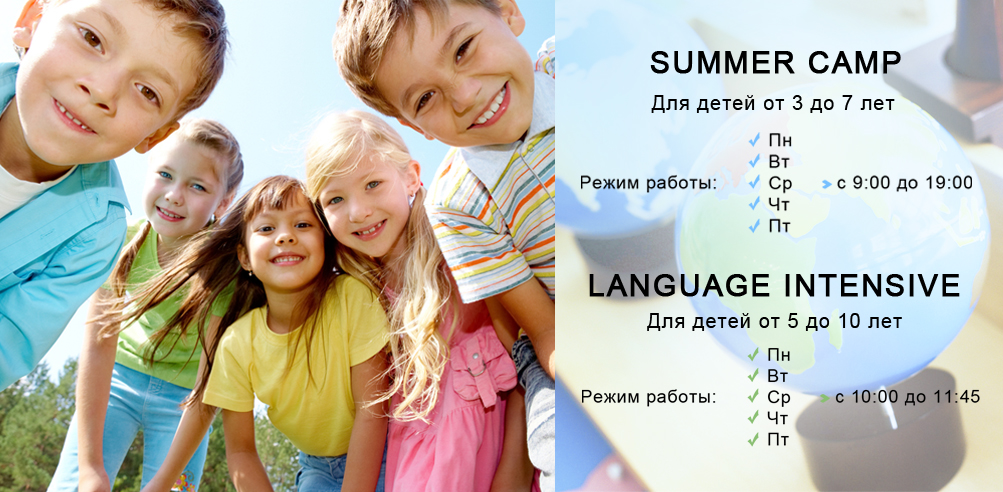 SUMMER CAMP
Для детей от 3 до 7 лет
Пн
Вт
Режим работы: Ср с 9:00 до 19:00
Чт
Пт
LANGUAGE INTENSIVE
Для детей от 5 до 10 лет
Пн
Вт
Режим работы: Ср с 10:00 до 11:45
Чт
Пт